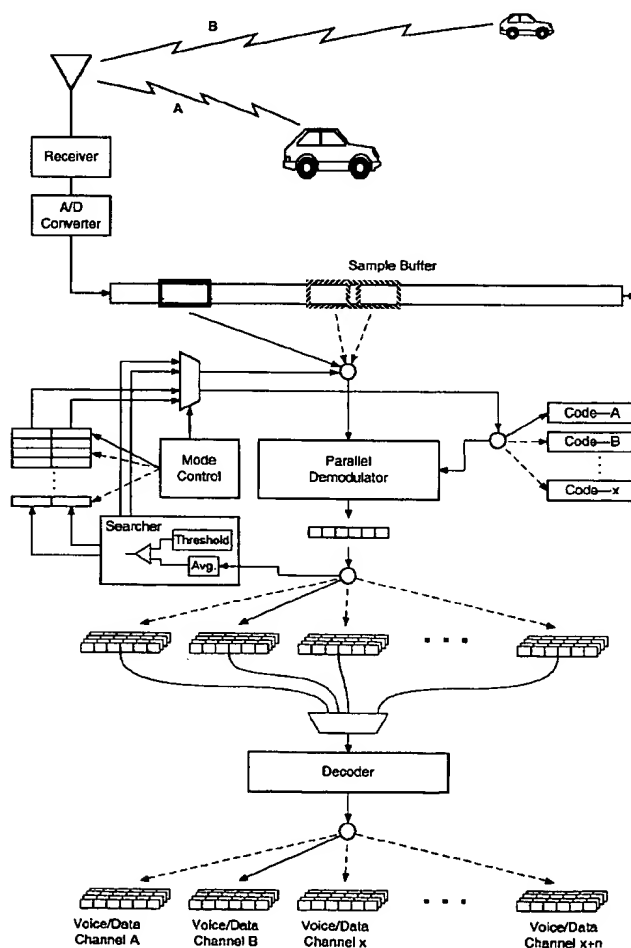 B
A
Receiver
A/D
Converter
Sample Buffer
Mode
Control
Parallel
Demodulator
Code—A
Code—B
Code—x
Searcher
Threshold
Avg.
Decoder
Voice/Data
Channel A
Voice/Data
Channel B
Voice/Data
Channel x
Voice/Data
Channel x+n